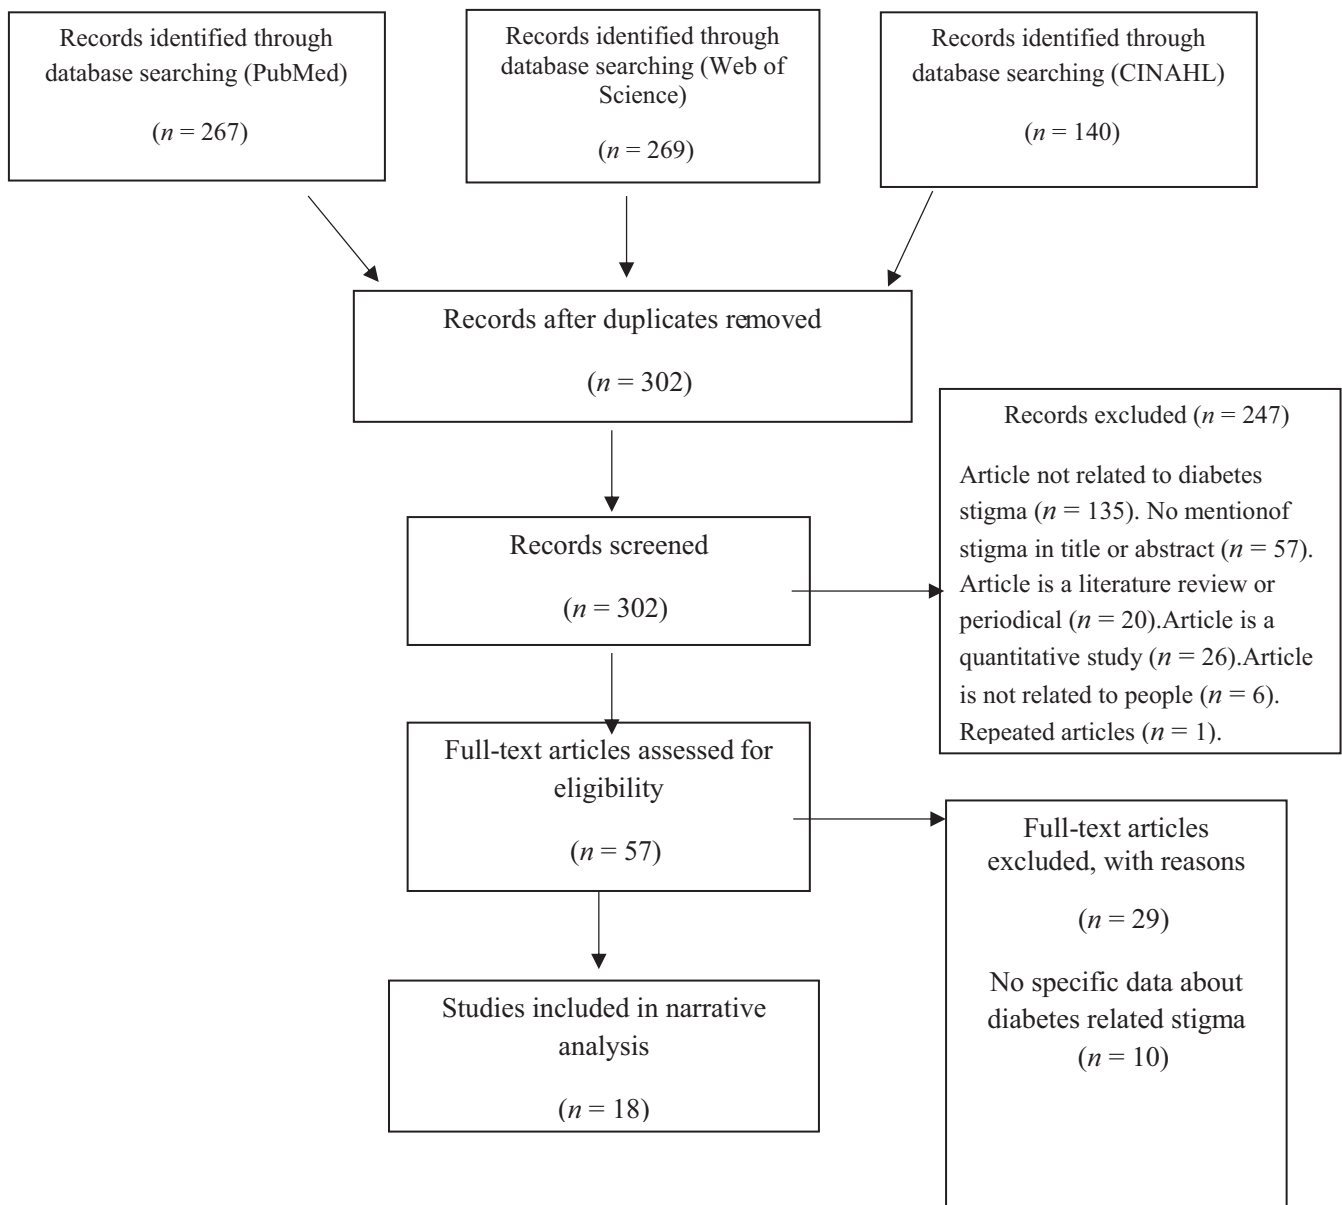 Records identified through
database searching (PubMed)
(n = 267)
Records identified through
database searching (Web of
Science)
(n = 269)
Records identified through
database searching (CINAHL)
(n = 140)
Records after duplicates removed
(n = 302)
Records screened
(n = 302)
Records excluded (n = 247)
Article not related to diabetes
stigma (n = 135). No mentionof
stigma in title or abstract (n = 57).
Article is a literature review or
periodical (n = 20).Article is a
quantitative study (n = 26).Article
is not related to people (n = 6).
Repeated articles (n = 1).
Full-text articles assessed for
eligibility
(n = 57)
Full-text articles
excluded, with reasons
(n = 29)
No specific data about
diabetes related stigma
(n = 10)
Studies included in narrative
analysis
(n = 18)